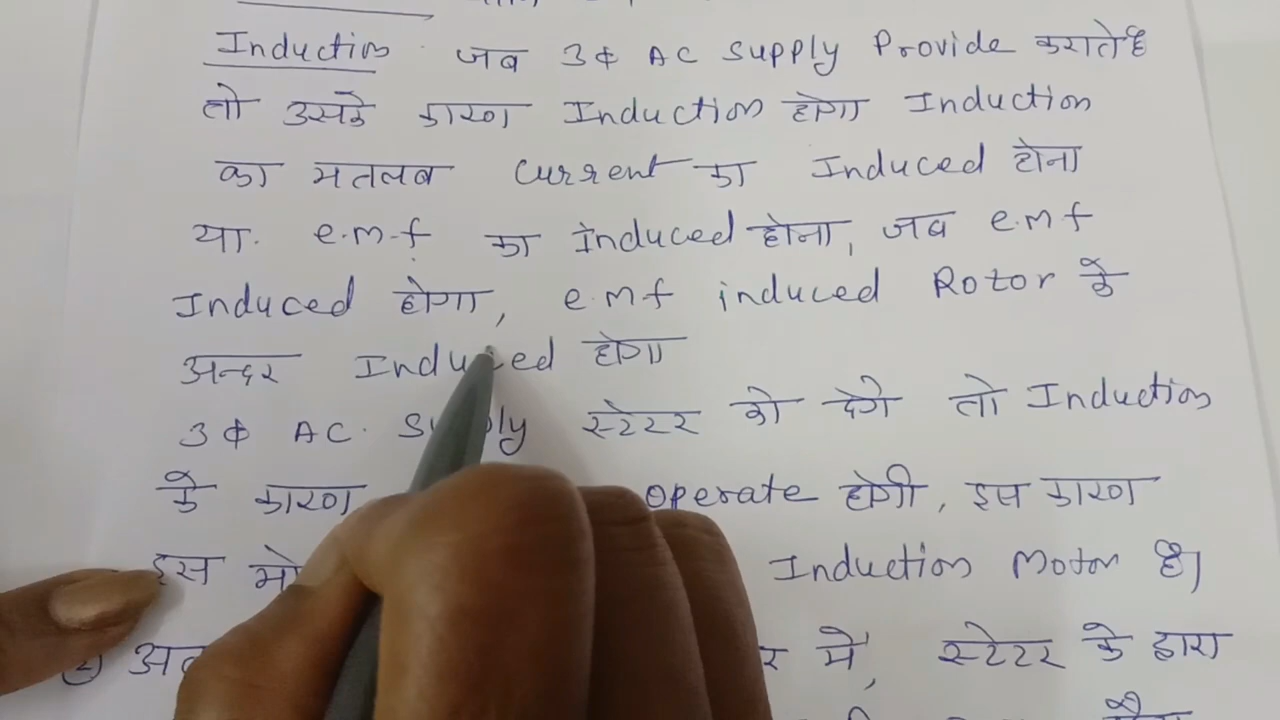 Induction जब 3ϕ AC Supply Provide कराते है
तो उसके कारण Induction होगा Induction
का मतलब Current का Induced होना
या e.m.f का induced होना, जब e.m.f
Induced होगा, e.m.f induced Rotor के
अन्दर Induced होगा
3ϕ AC Supply स्टेटर को देगे तो Induction
के कारण operate होगी, इस कारण
इस Induction Motor है।
2) में, स्टेटर के द्वारा